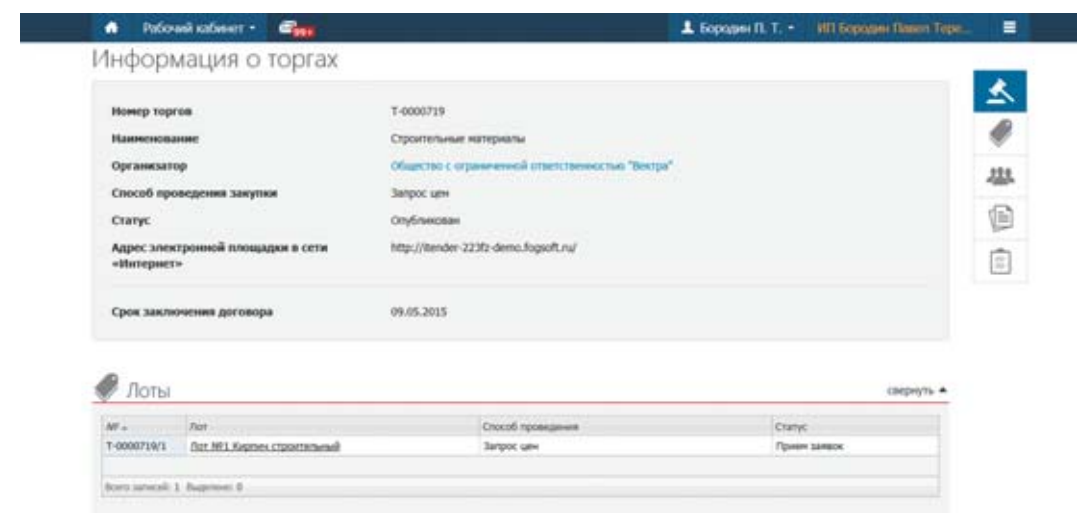 Рабочий кабинет
99+
Бородин П. Т.
ИП Бородин Павел Тере...
Информация о торгах
Номер торгов Т-0000719
Наименование Строительные материалы
Организатор Общество с ограниченной ответственностью "Вектра"
Способ проведения закупки Запрос цен
Статус Опубликован
Адрес электронной площадки в сети http://itender-223fz-demo.fogsoft.ru/
«Интернет»
Срок заключения договора 09.05.2015
Лоты
свернуть
№ Лот Способ проведения Статус
Т-0000719/1 Лот №1 Кирпич строительный Запрос цен Прием заявок
Всего записей: 1 Выделено: 0